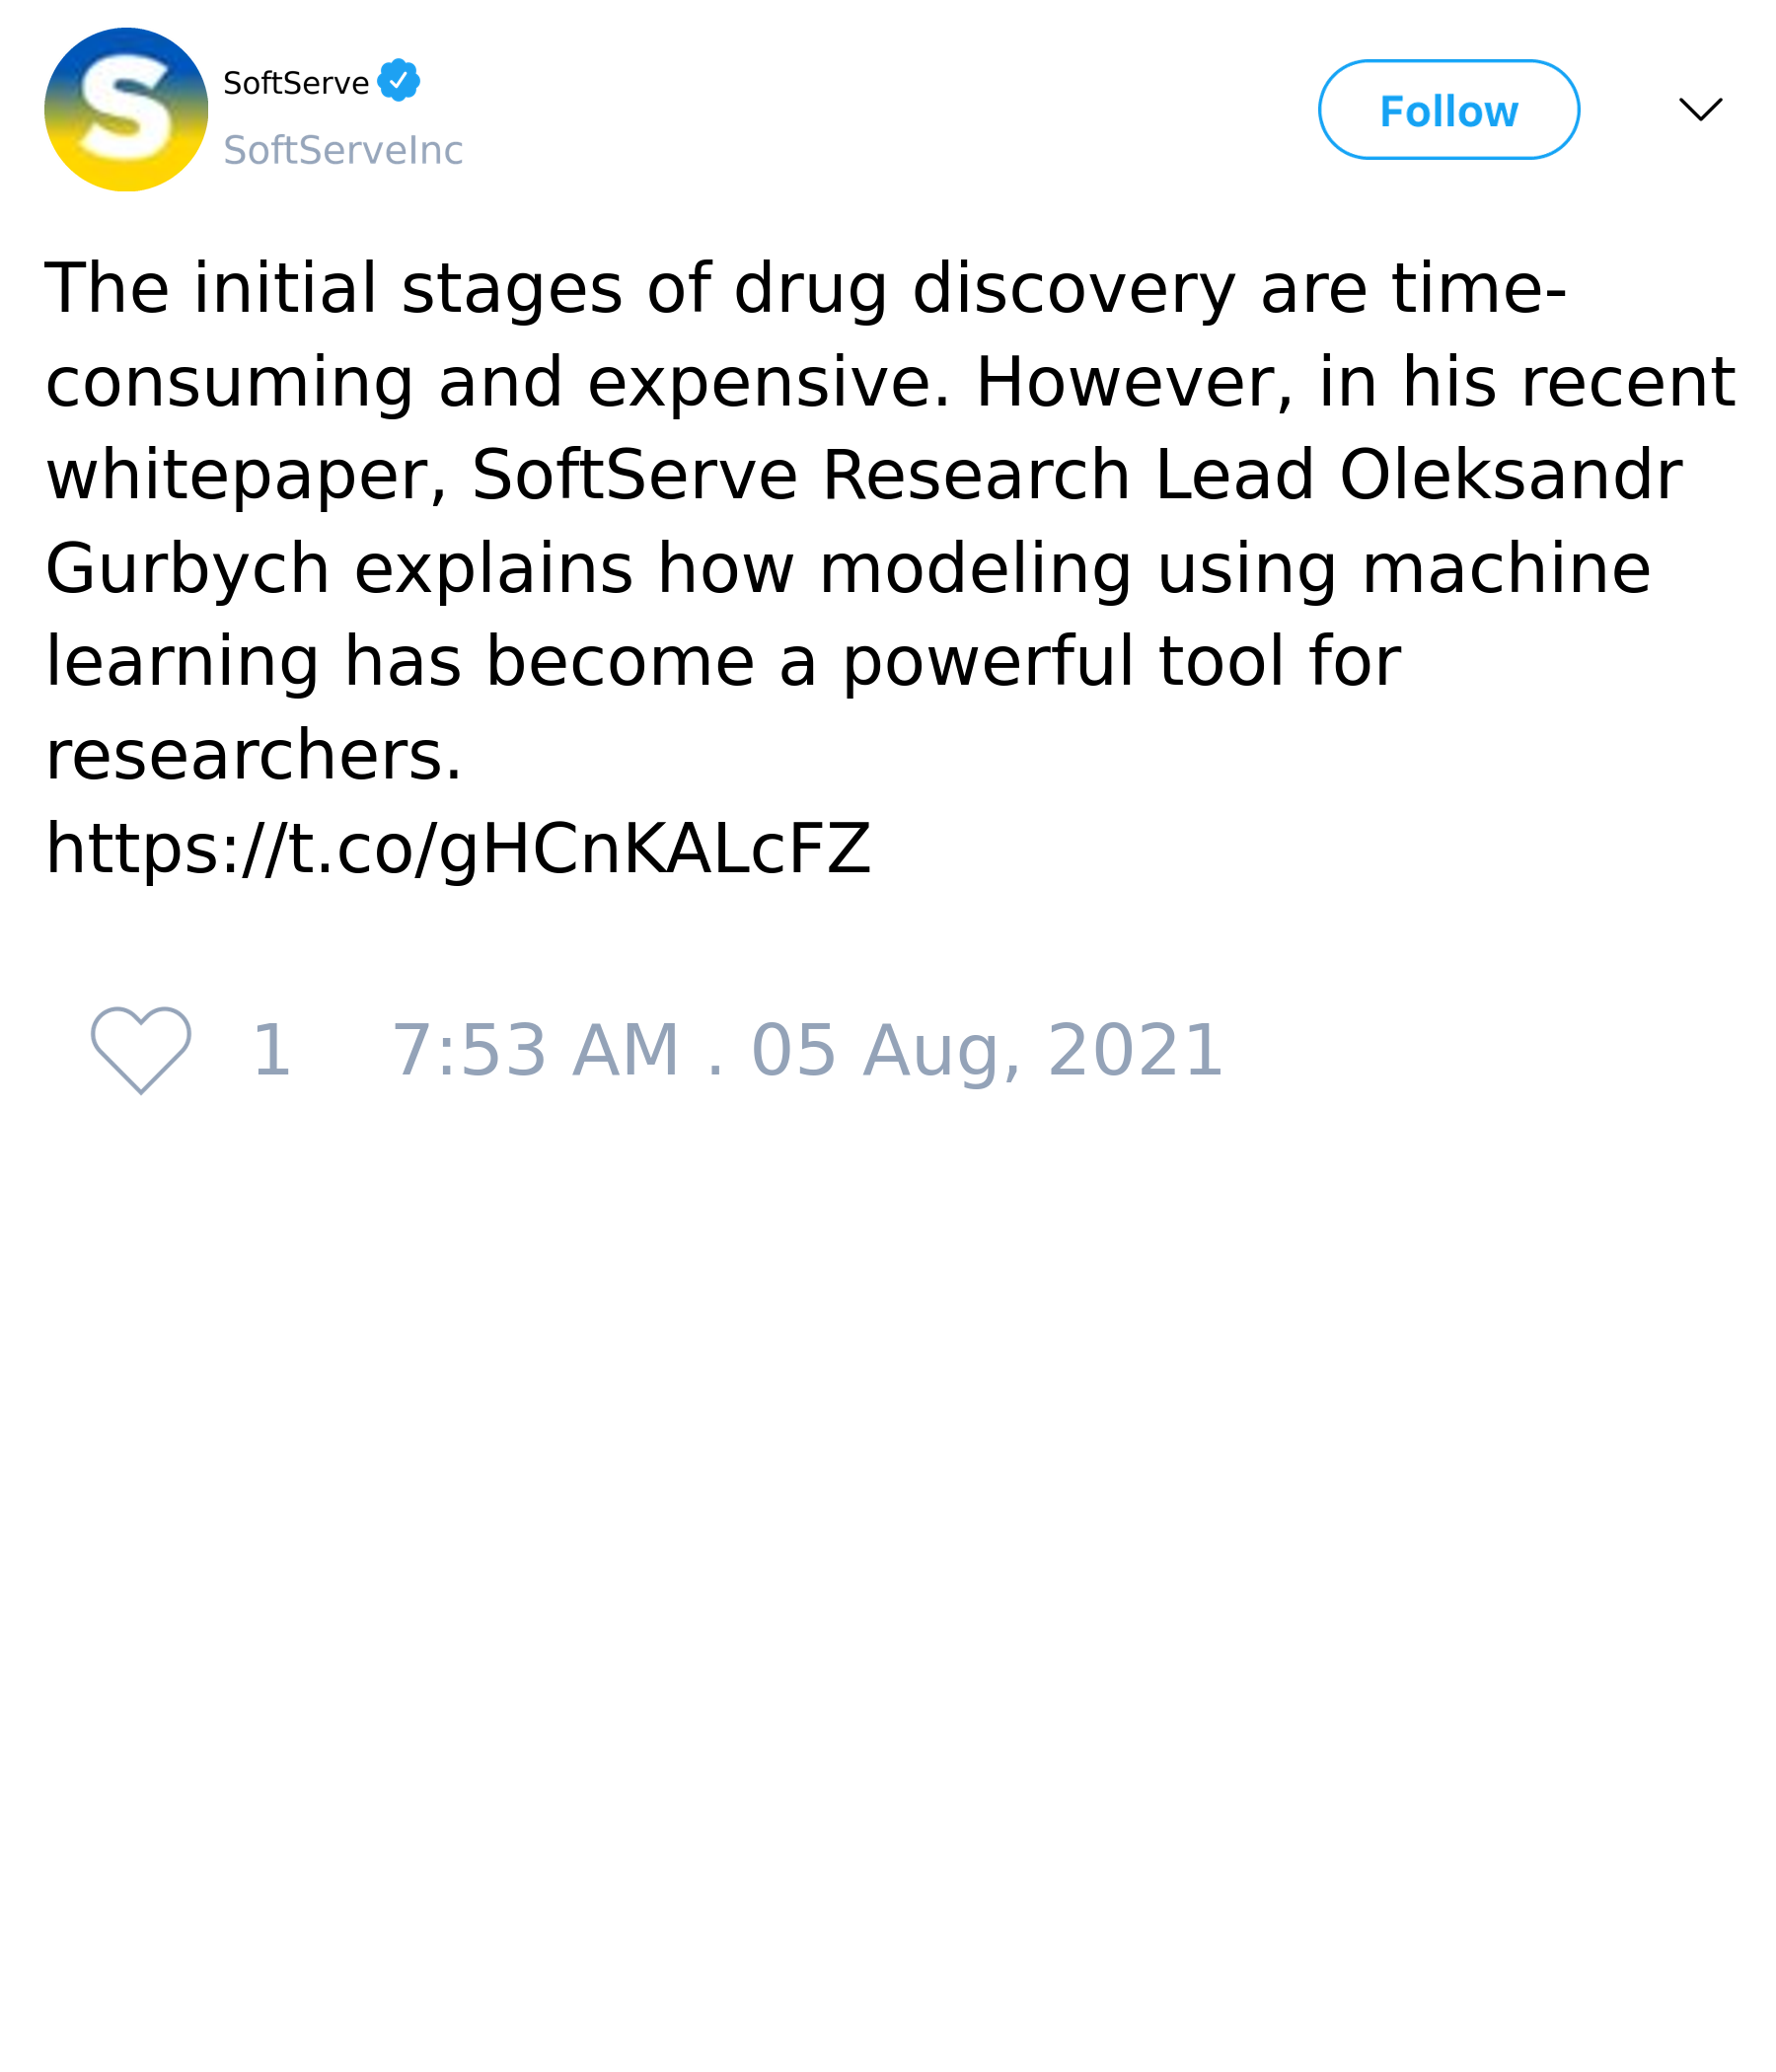 SoftServe
SoftServeInc
Follow
The initial stages of drug discovery are time-
consuming and expensive. However, in his recent
whitepaper, SoftServe Research Lead Oleksandr
Gurbych explains how modeling using machine
learning has become a powerful tool for
researchers.
https://t.co/gHCnKALcFZ
1 7:53 AM . 05 Aug, 2021